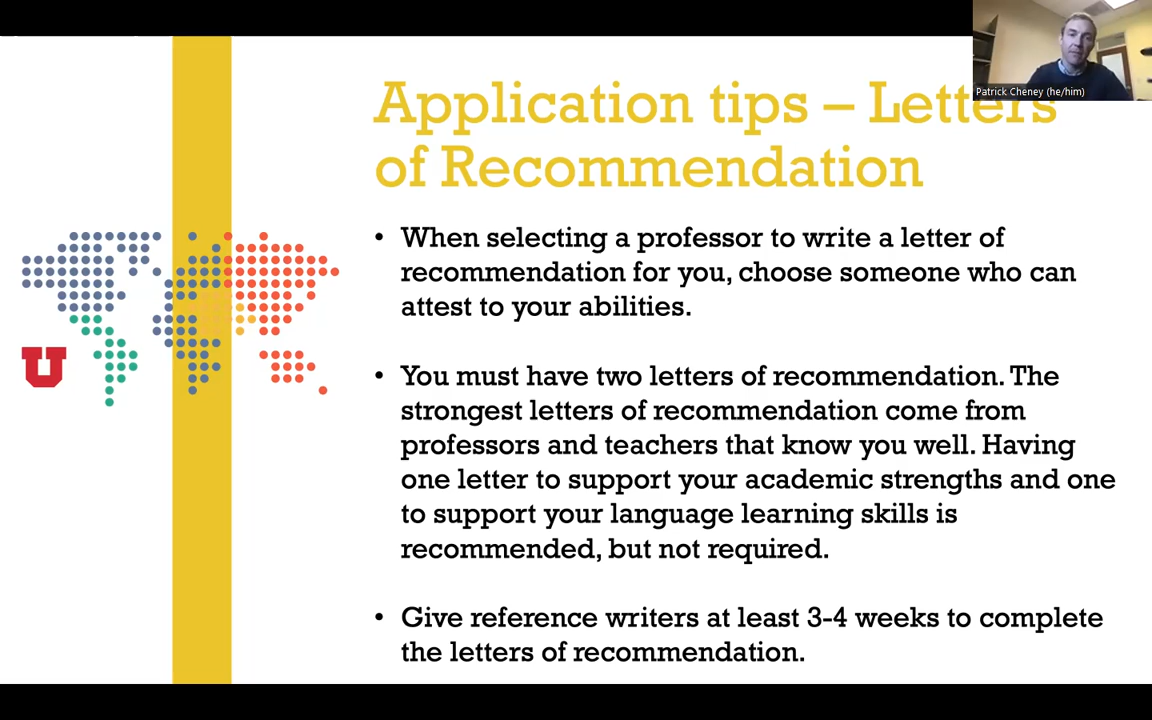 Patrick Cheney (he/him)
Application tips – Letters
of Recommendation
• When selecting a professor to write a letter of
recommendation for you, choose someone who can
attest to your abilities.
• You must have two letters of recommendation. The
strongest letters of recommendation come from
professors and teachers that know you well. Having
one letter to support your academic strengths and one
to support your language learning skills is
recommended, but not required.
• Give reference writers at least 3-4 weeks to complete
the letters of recommendation.
U